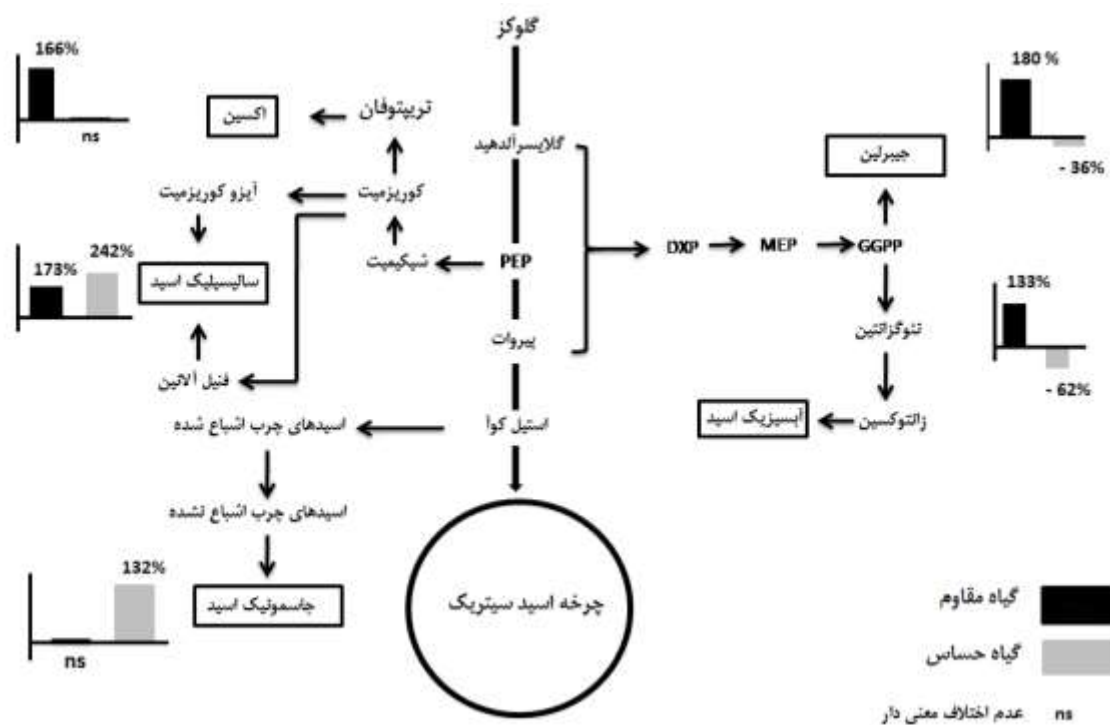 گلوکز
166%
ns
اکسین
تریپتوفان
گلایسرآلدهید
180 %
- 36%
جیبرلین
آیزو کوریزمیت
کوریزمیت
173%
242%
سالیسیلیک اسید
شیکیمیت
PEP
DXP
MEP
GGPP
133%
- 62%
نئوگزانتین
پیروات
فنیل آلانین
اسیدهای چرب اشباع شده
استیل کوآ
آبسیزیک اسید
زانتوکسین
اسیدهای چرب اشباع نشده
132%
ns
جاسمونیک اسید
چرخه اسید سیتریک
گیاه مقاوم
گیاه حساس
عدم اختلاف معنی دار ns